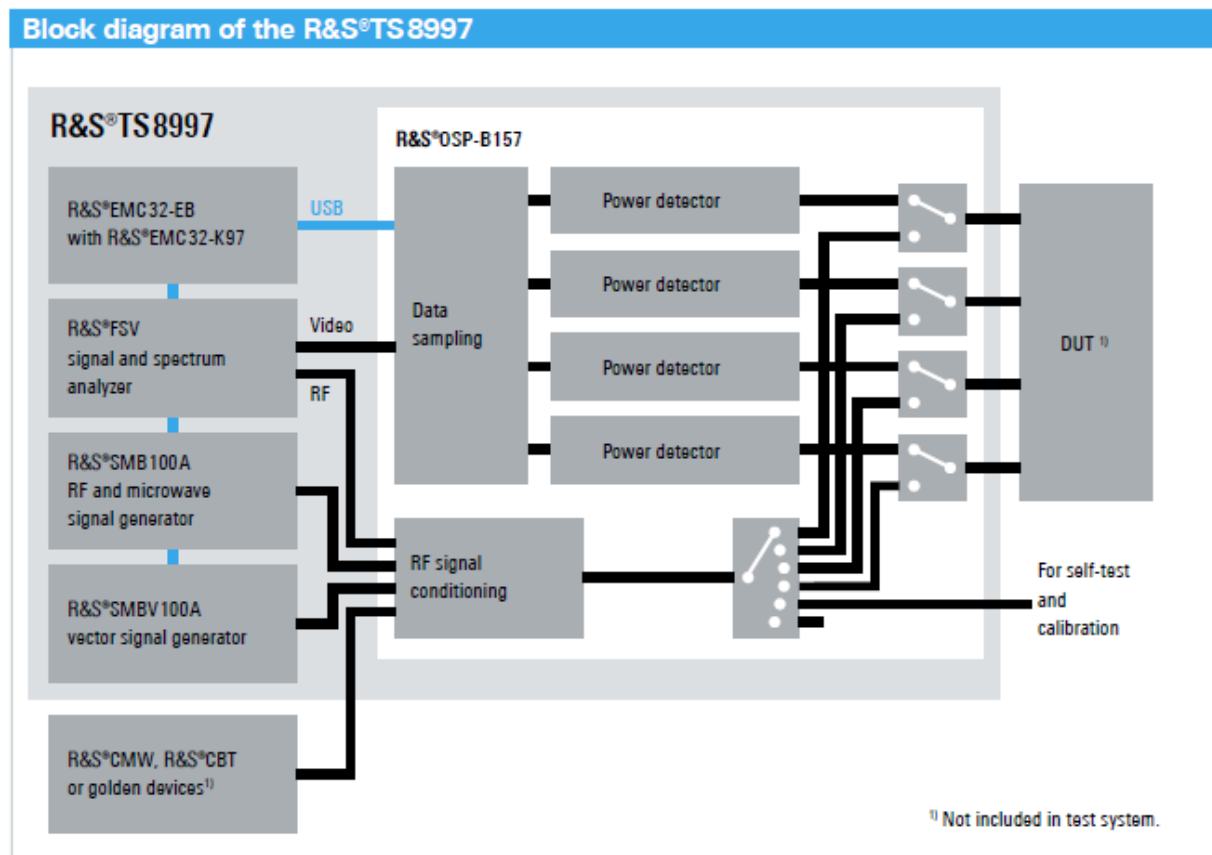 Block diagram of the R&S®TS 8997
R&S®TS 8997
R&S®OSP-B157
R&S®EMC32-EB
with R&S®EMC32-K97
USB
R&S®FSV
signal and spectrum
analyzer
Video
RF
Data
sampling
Power detector
Power detector
Power detector
Power detector
DUT ¹⁾
R&S®SMB100A
RF and microwave
signal generator
RF signal
conditioning
R&S®SMBV100A
vector signal generator
For self-test
and
calibration
R&S®CMW, R&S®CBT
or golden devices¹⁾
¹⁾ Not included in test system.